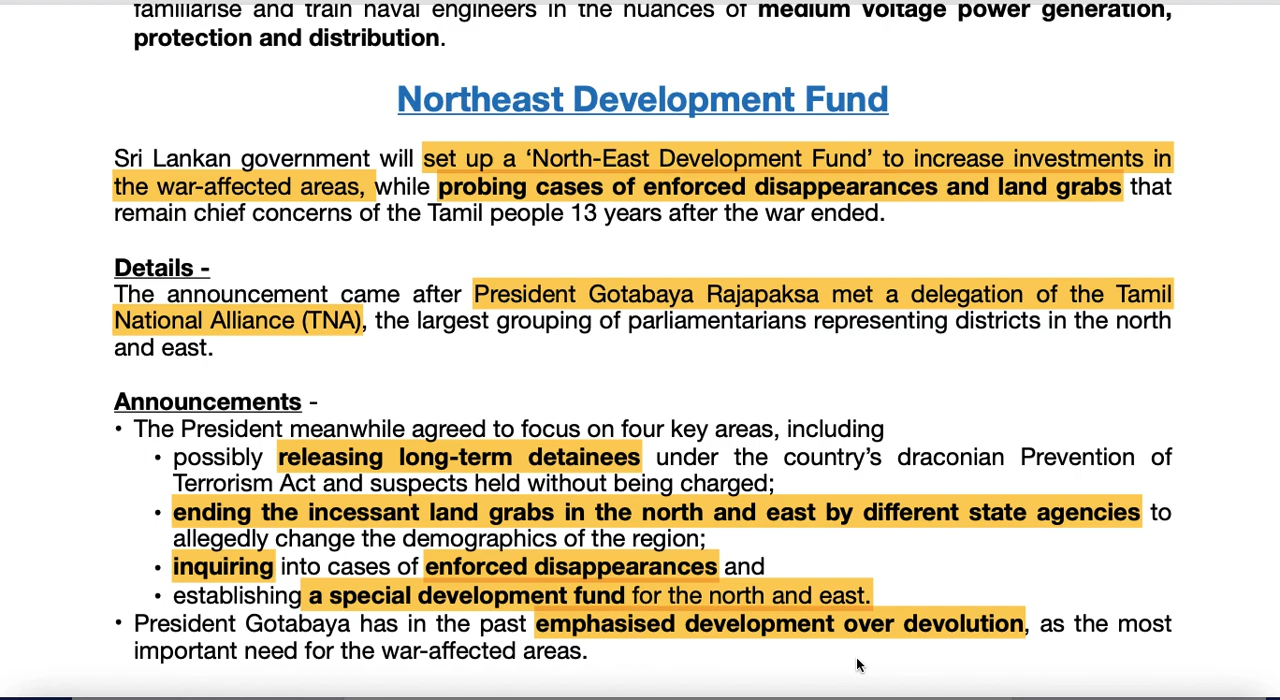 familiarise and train naval engineers in the nuances of medium voltage power generation,
protection and distribution.
Northeast Development Fund
Sri Lankan government will set up a ‘North-East Development Fund’ to increase investments in
the war-affected areas, while probing cases of enforced disappearances and land grabs that
remain chief concerns of the Tamil people 13 years after the war ended.
Details -
The announcement came after President Gotabaya Rajapaksa met a delegation of the Tamil
National Alliance (TNA), the largest grouping of parliamentarians representing districts in the north
and east.
Announcements -
• The President meanwhile agreed to focus on four key areas, including
• possibly releasing long-term detainees under the country’s draconian Prevention of
Terrorism Act and suspects held without being charged;
• ending the incessant land grabs in the north and east by different state agencies to
allegedly change the demographics of the region;
• inquiring into cases of enforced disappearances and
• establishing a special development fund for the north and east.
• President Gotabaya has in the past emphasised development over devolution, as the most
important need for the war-affected areas.